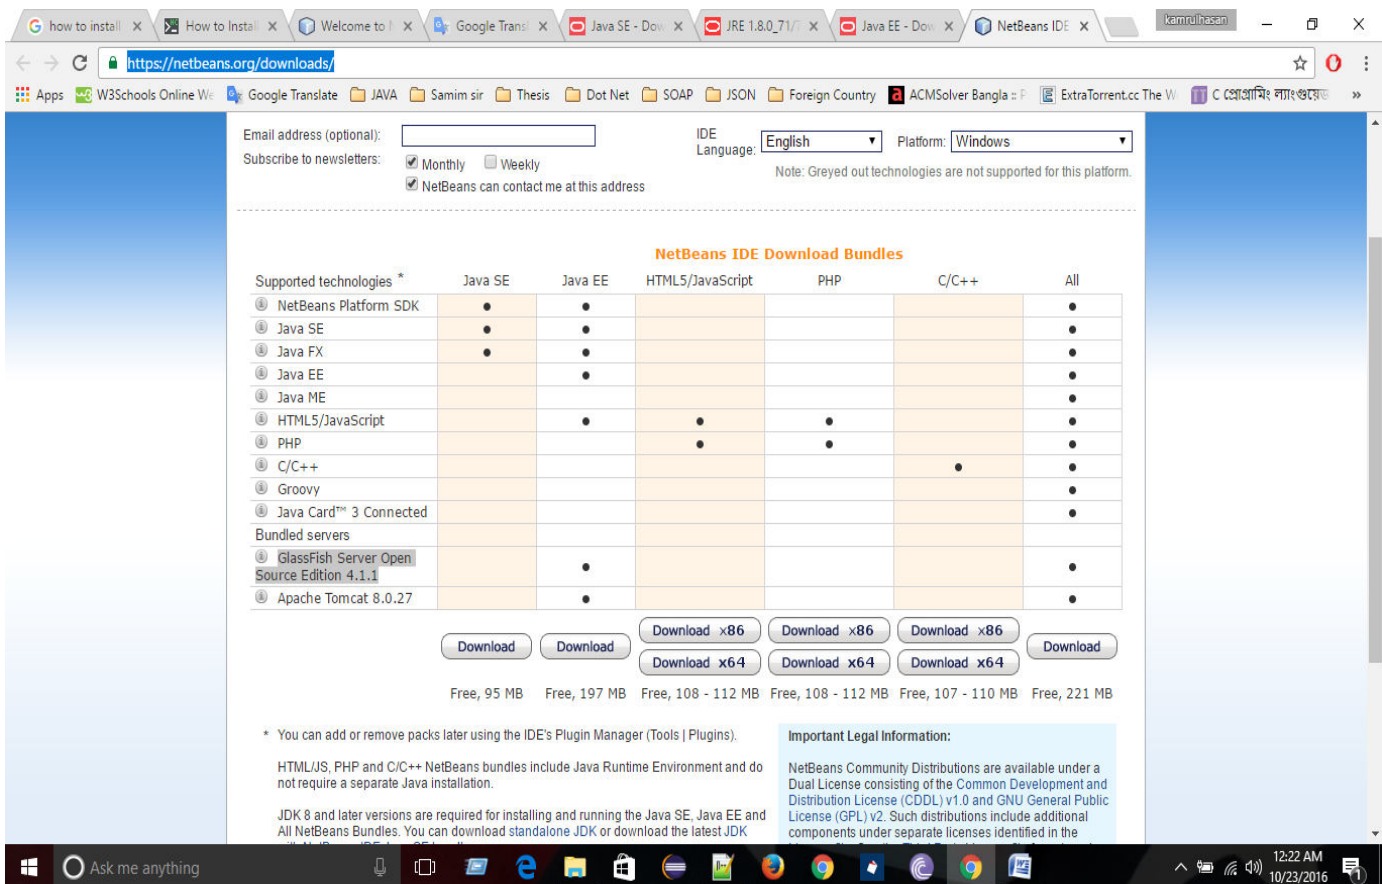 how to install
How to Instal
Welcome to N
Google Transl
Java SE - Dow
JRE 1.8.0_71/
Java EE - Dow
NetBeans IDE
kamrulhasan
https://netbeans.org/downloads/
Apps
W3Schools Online We
Google Translate
JAVA
Samim sir
Thesis
Dot Net
SOAP
JSON
Foreign Country
ACMSolver Bangla :: P
ExtraTorrent.cc The W
C প্রোগ্রামিং ল্যাংগুয়েজ
»
Email address (optional):
IDE Language:
English
Platform:
Windows
Subscribe to newsletters:
Monthly
Weekly
NetBeans can contact me at this address
Note: Greyed out technologies are not supported for this platform.
NetBeans IDE Download Bundles
Supported technologies * Java SE Java EE HTML5/JavaScript PHP C/C++ All
NetBeans Platform SDK • • •
Java SE • • •
Java FX • • •
Java EE • •
Java ME •
HTML5/JavaScript • • • •
PHP • • •
C/C++ • •
Groovy •
Java Card™ 3 Connected •
Bundled servers
GlassFish Server Open
Source Edition 4.1.1 • •
Apache Tomcat 8.0.27 • •
Download Download Download x86 Download x86 Download x86 Download
Download x64 Download x64 Download x64
Free, 95 MB Free, 197 MB Free, 108 - 112 MB Free, 108 - 112 MB Free, 107 - 110 MB Free, 221 MB
* You can add or remove packs later using the IDE's Plugin Manager (Tools | Plugins).
HTML/JS, PHP and C/C++ NetBeans bundles include Java Runtime Environment and do
not require a separate Java installation.
JDK 8 and later versions are required for installing and running the Java SE, Java EE and
All NetBeans Bundles. You can download standalone JDK or download the latest JDK
Important Legal Information:
NetBeans Community Distributions are available under a
Dual License consisting of the Common Development and
Distribution License (CDDL) v1.0 and GNU General Public
License (GPL) v2. Such distributions include additional
components under separate licenses identified in the
Ask me anything
12:22 AM
10/23/2016